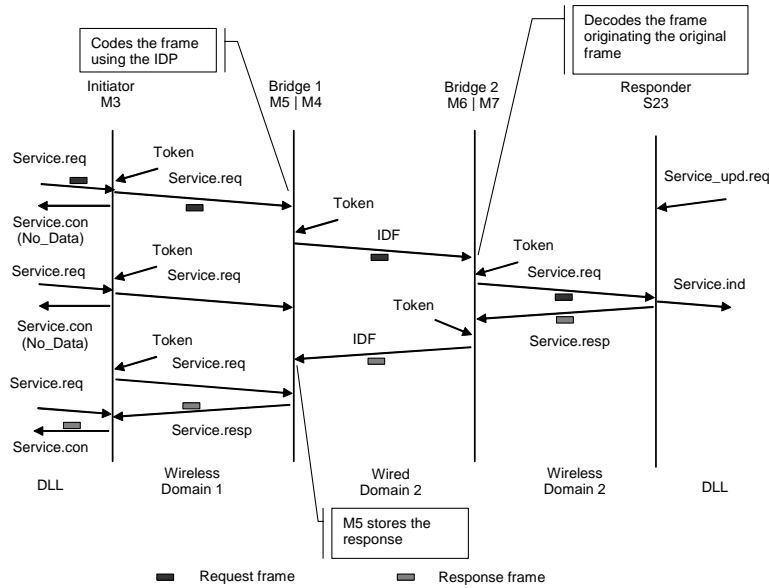 Codes the frame
using the IDP
Decodes the frame
originating the original
frame
Initiator
M3
Bridge 1
M5 | M4
Bridge 2
M6 | M7
Responder
S23
Service.req
Token
Service.req
Service_upd.req
Service.con
(No_Data)
Token
IDF
Token
Service.req
Token
Service.req
Token
Service.req
Service.ind
Service.con
(No_Data)
Token
IDF
Service.resp
Token
Service.req
Service.req
Service.resp
Service.con
DLL
Wireless
Domain 1
Wired
Domain 2
Wireless
Domain 2
DLL
M5 stores the
response
Request frame
Response frame